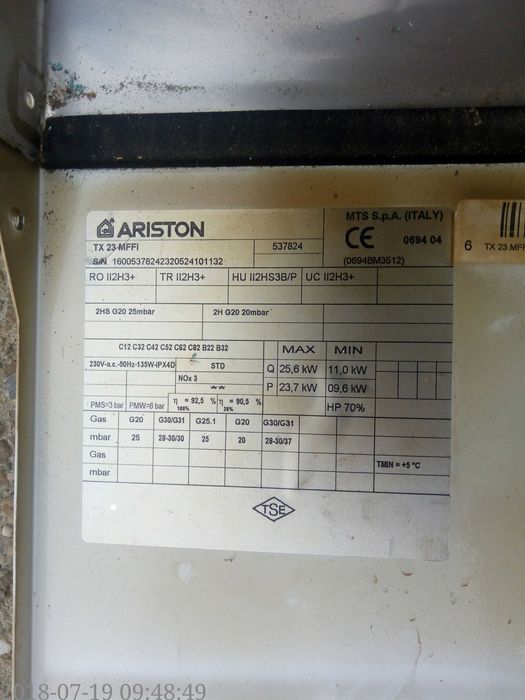 ARISTON
TX 23 MFFI
537824
S/N 16005378242320524101132
MTS S.p.A. (ITALY)
CE 0694 04
(0694BM3512)
6 TX 23 MF
RO II2H3+ TR II2H3+ HU II2HS3B/P UC II2H3+
2HS G20 25mbar 2H G20 20mbar
C12 C32 C42 C52 C62 C82 B22 B32
MAX MIN
230V-a.c.-50Hz-135W-IPX4D STD
Q 25,6 kW 11,0 kW
NOx 3
P 23,7 kW 09,6 kW
PMS=3 bar PMW=6 bar η 100% = 92,5 % η 30% = 90,5 %
HP 70%
Gas G20 G30/G31 G25.1 G20 G30/G31
mbar 25 28-30/30 25 20 28-30/37
Gas
mbar
TMIN = +5 °C
TSE
2018-07-19 09:48:49